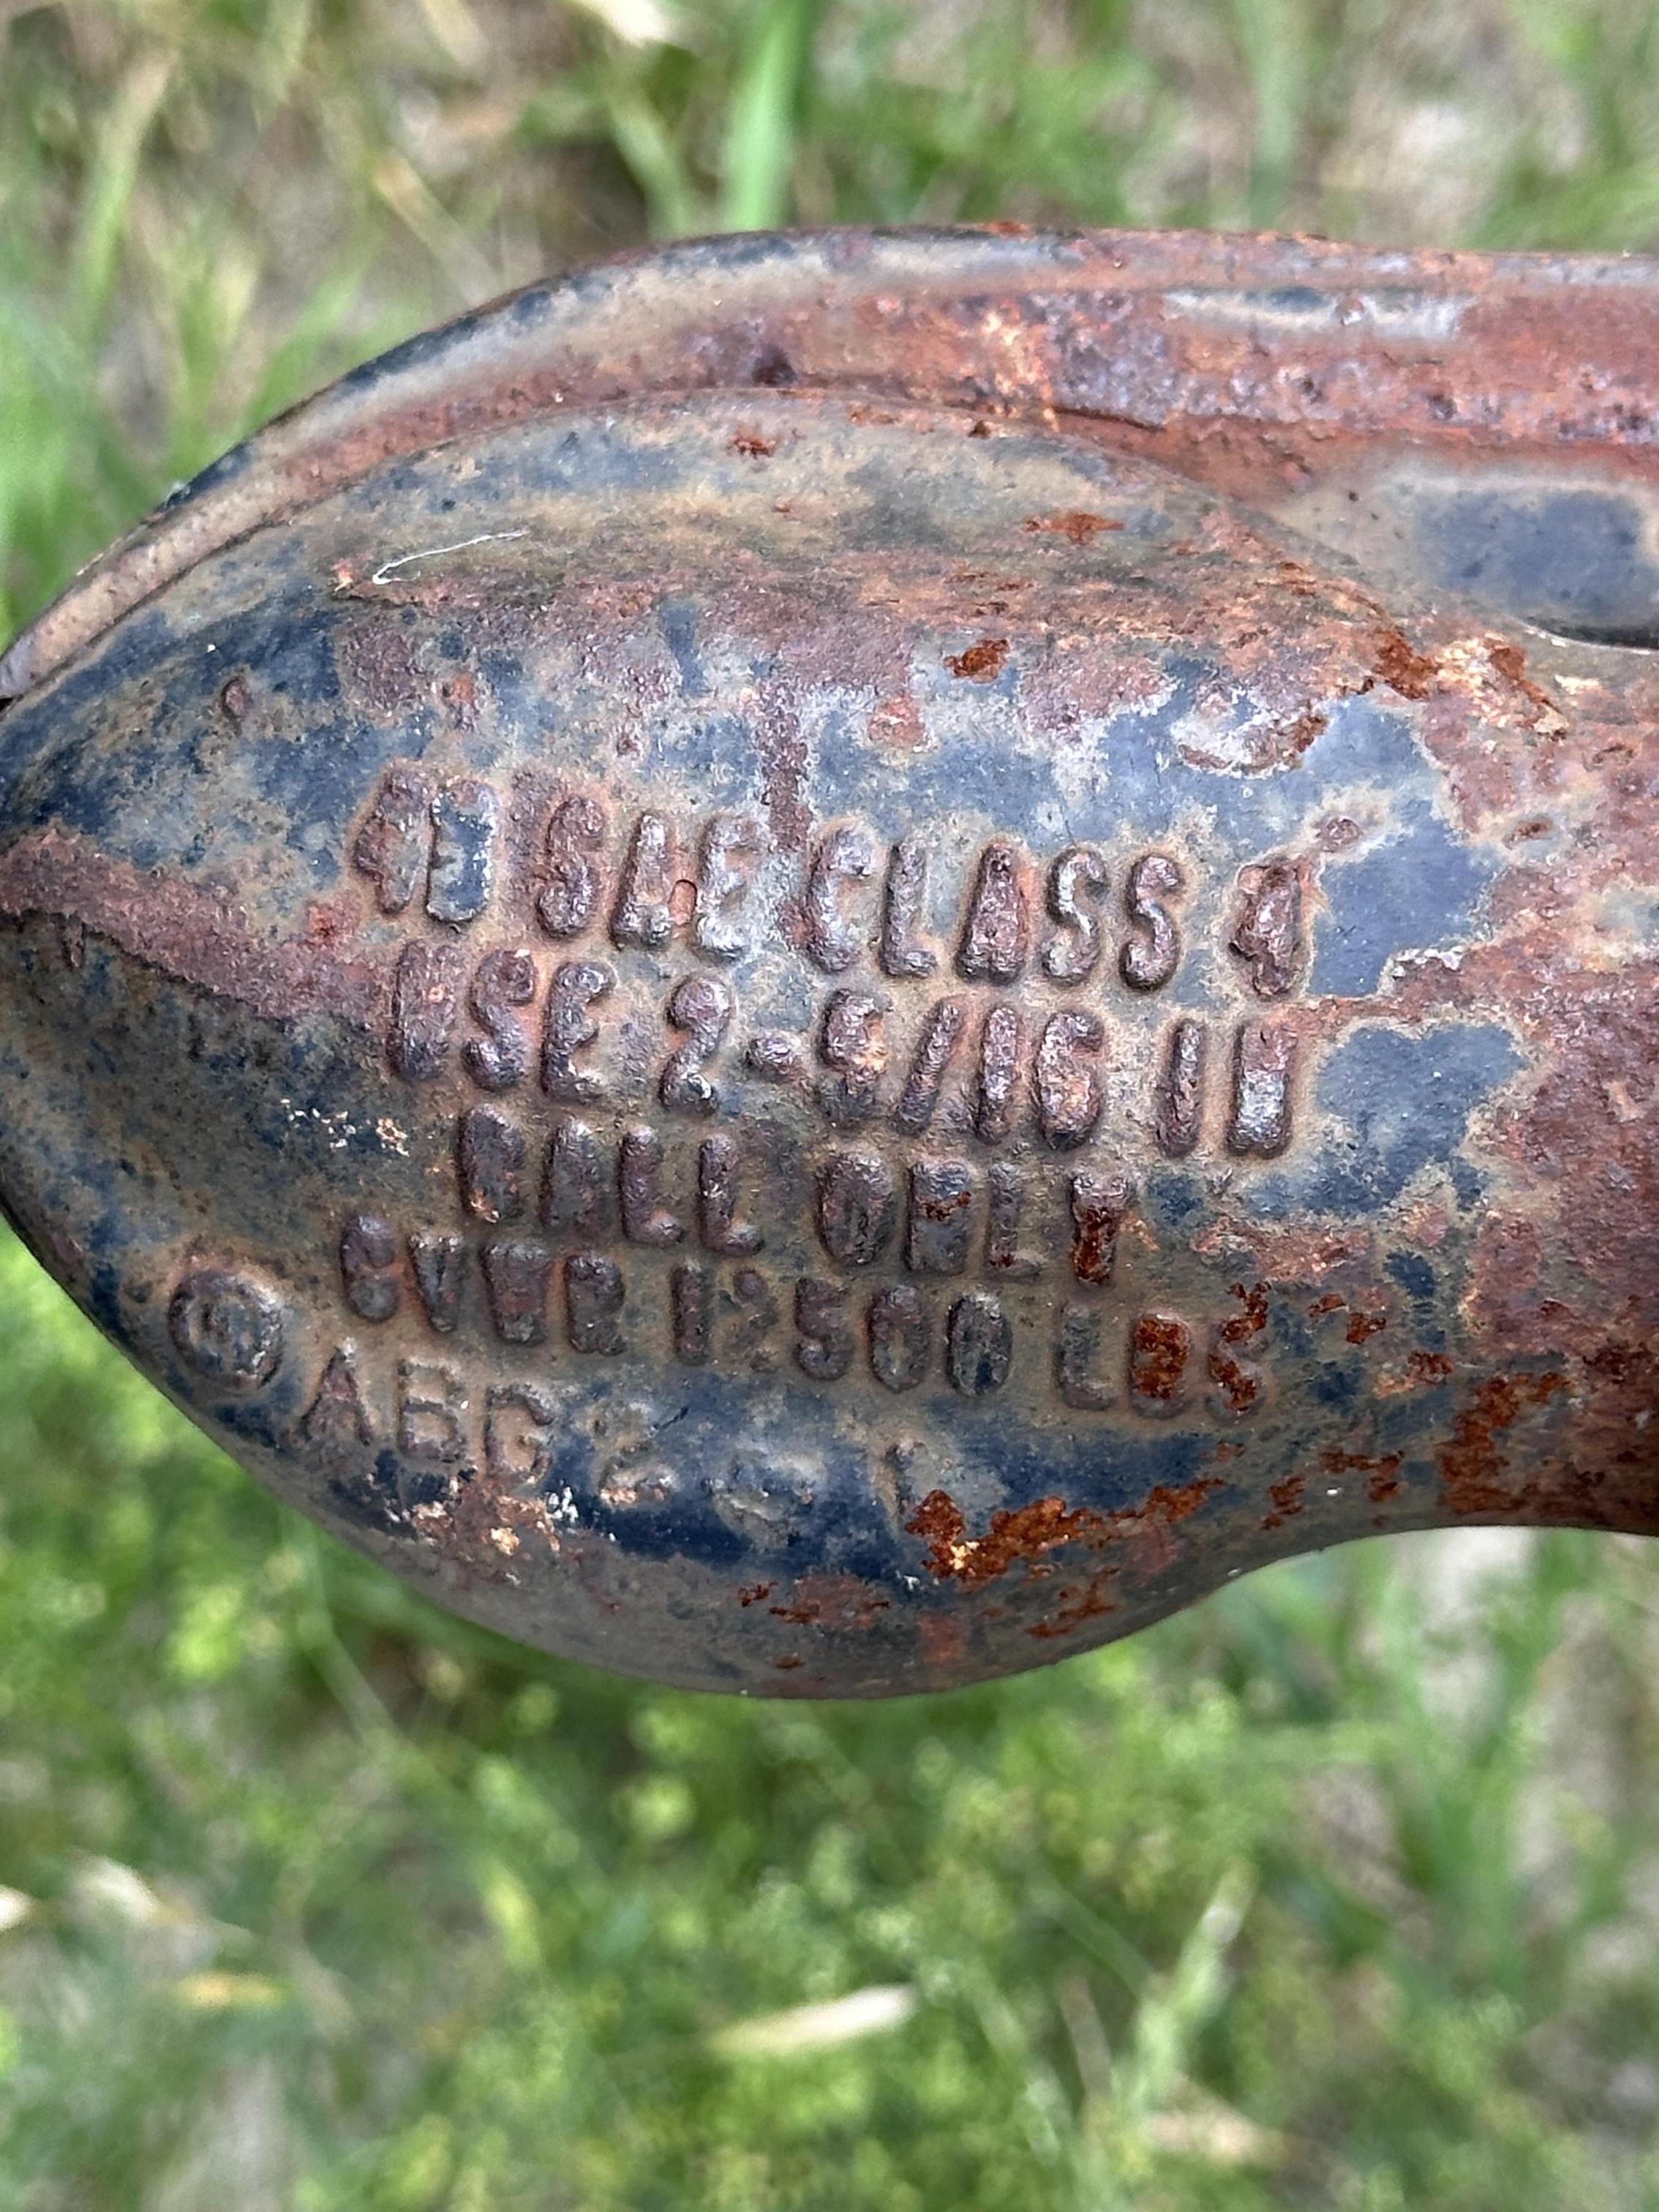 SAE CLASS 4
USE 2-5/16 IN
BALL ONLY
GVWR 12500 LBS
ABG